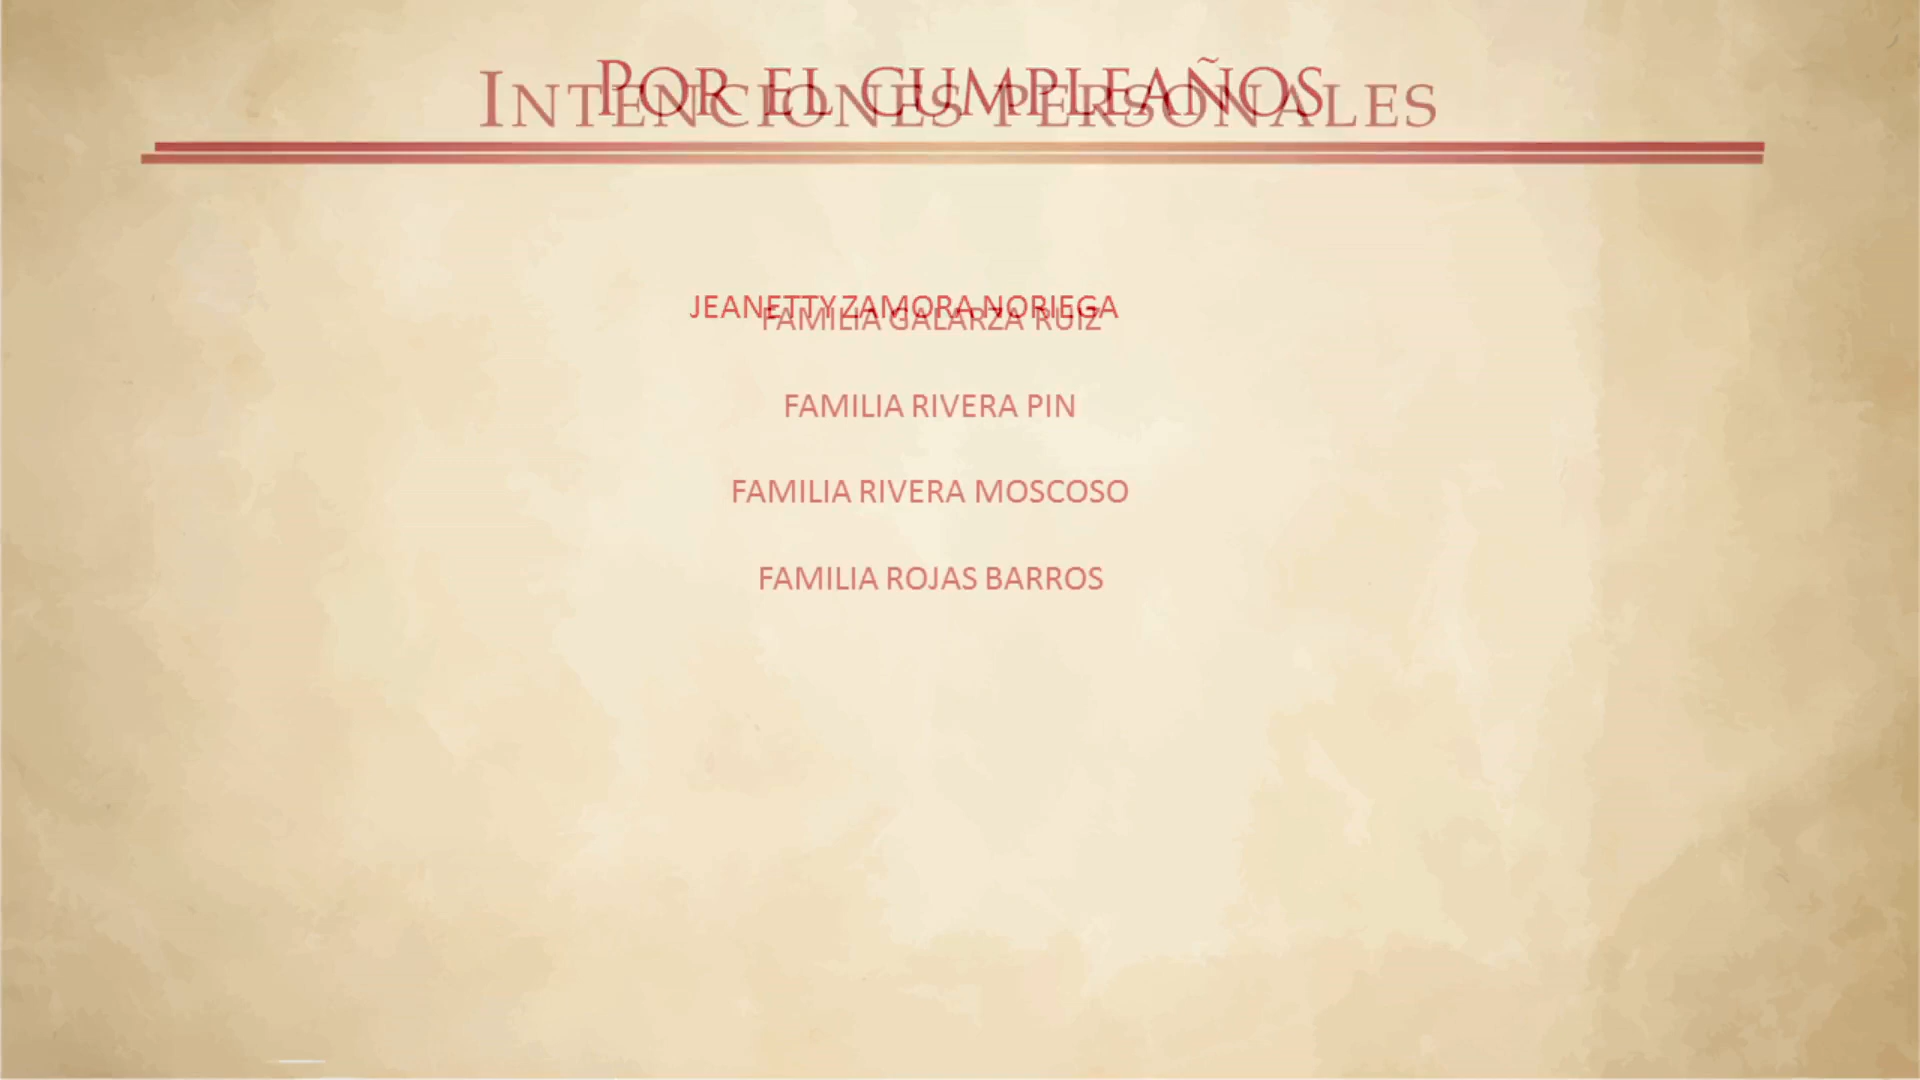 POR EL CUMPLEAÑOS
INTENCIONES PERSONALES
JEANETTY ZAMORA NORIEGA
FAMILIA GALARZA RUIZ
FAMILIA RIVERA PIN
FAMILIA RIVERA MOSCOSO
FAMILIA ROJAS BARROS